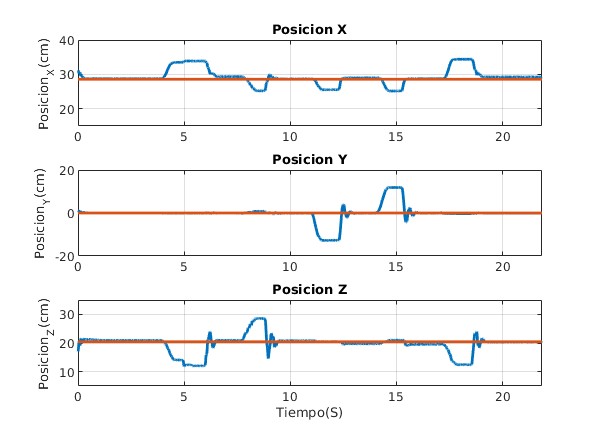 Posicion X
Posicion_X(cm)
40
30
20
0 5 10 15 20
Posicion Y
Posicion_Y(cm)
20
0
-20
0 5 10 15 20
Posicion Z
Posicion_Z(cm)
30
20
10
0 5 10 15 20
Tiempo(S)